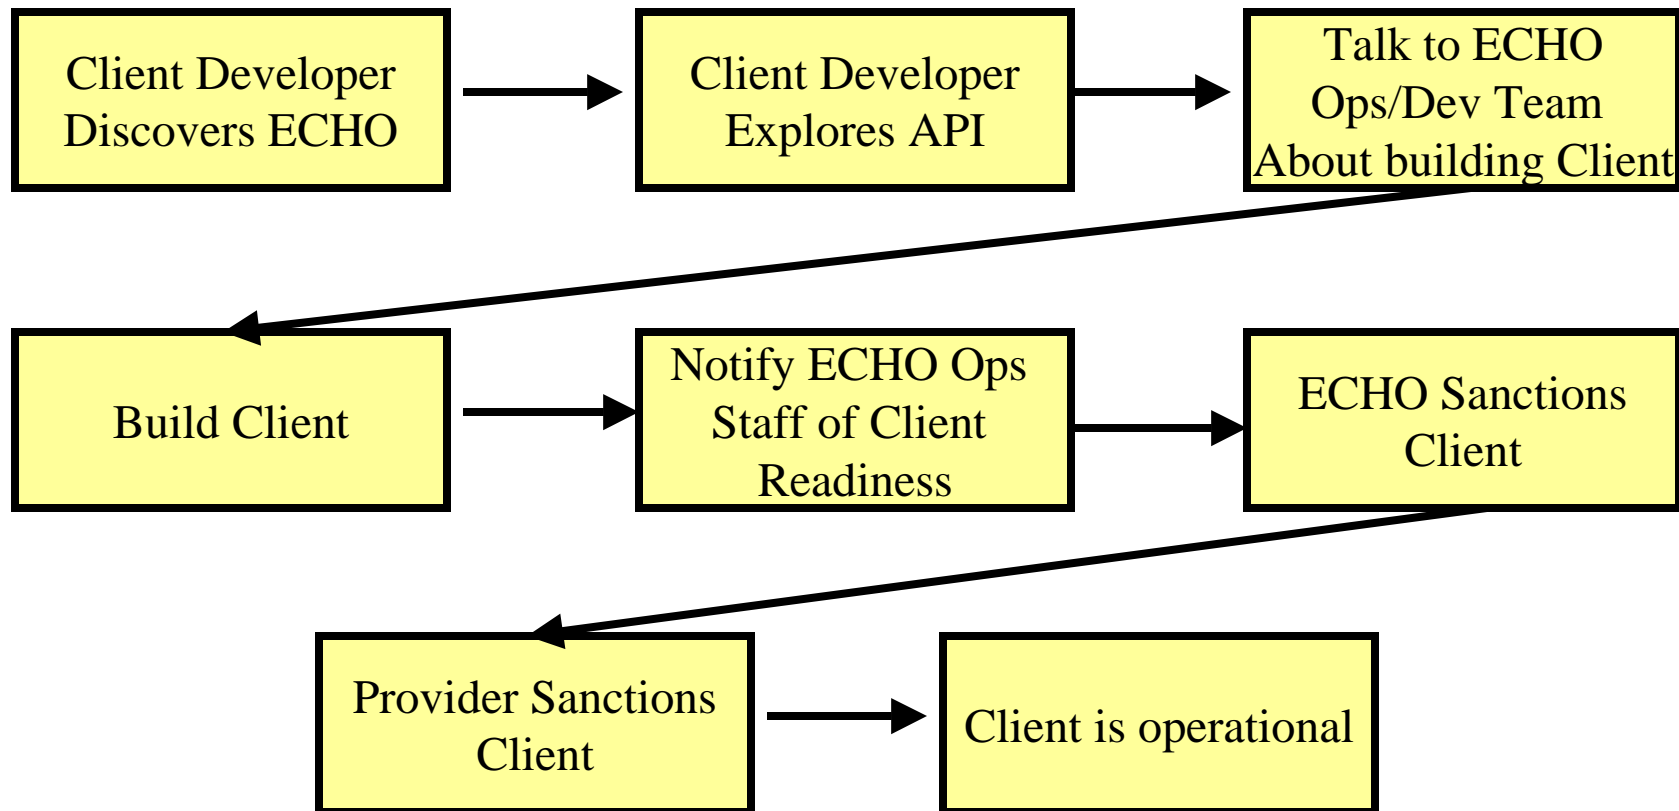 Client Developer
Discovers ECHO
Client Developer
Explores API
Talk to ECHO
Ops/Dev Team
About building Client
Build Client
Notify ECHO Ops
Staff of Client
Readiness
ECHO Sanctions
Client
Provider Sanctions
Client
Client is operational